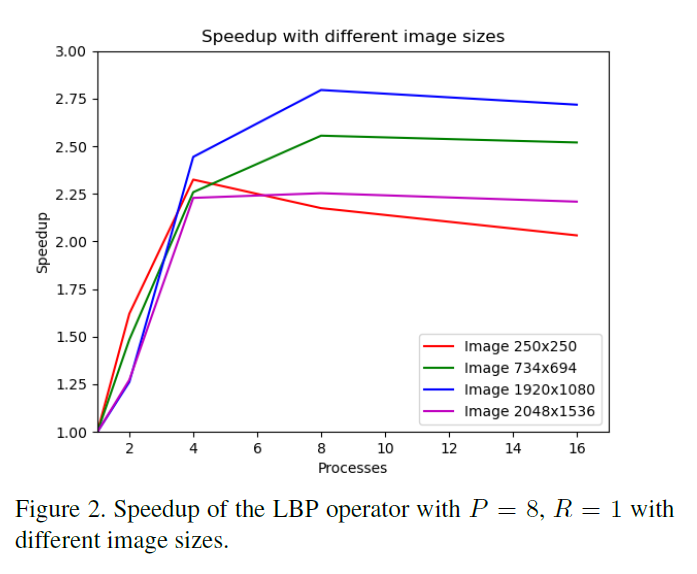 Speedup with different image sizes
3.00
2.75
2.50
2.25
2.00
1.75
1.50
1.25
1.00
Speedup
Image 250x250
Image 734x694
Image 1920x1080
Image 2048x1536
2 4 6 8 10 12 14 16
Processes
Figure 2. Speedup of the LBP operator with P = 8, R = 1 with
different image sizes.